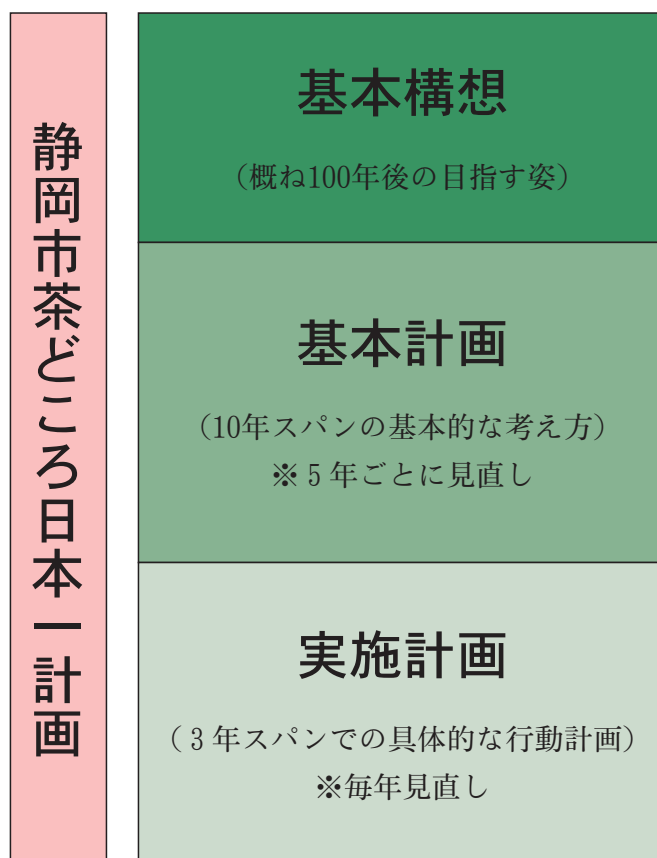 静岡市茶どころ日本一計画
基本構想
（概ね100年後の目指す姿）
基本計画
（10年スパンの基本的な考え方）
※５年ごとに見直し
実施計画
（３年スパンでの具体的な行動計画）
※毎年見直し